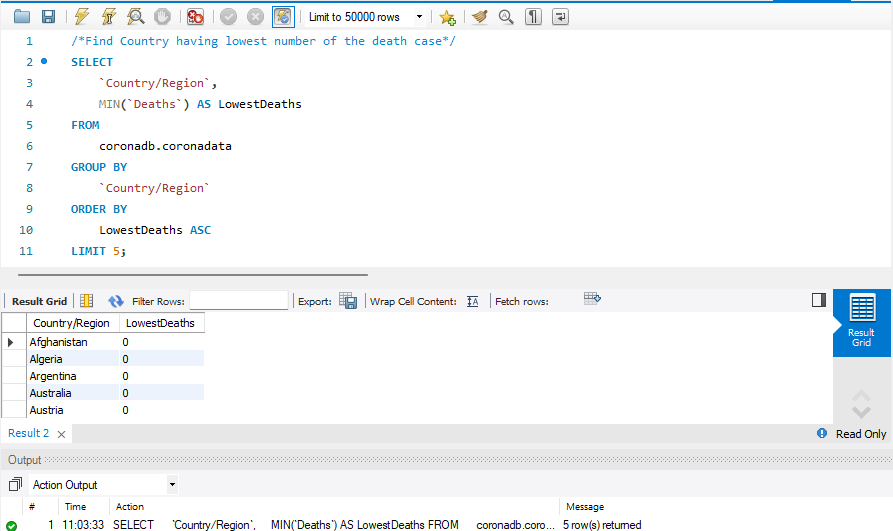 Limit to 50000 rows
1 /*Find Country having lowest number of the death case*/
2 SELECT
3 `Country/Region`,
4 MIN(`Deaths`) AS LowestDeaths
5 FROM
6 coronadb.coronadata
7 GROUP BY
8 `Country/Region`
9 ORDER BY
10 LowestDeaths ASC
11 LIMIT 5;
Result Grid Filter Rows: Export: Wrap Cell Content: Fetch rows:
Country/Region LowestDeaths
Afghanistan 0
Algeria 0
Argentina 0
Australia 0
Austria 0
Result
Grid
Result 2 Read Only
Output
Action Output
# Time Action Message
1 11:03:33 SELECT `Country/Region`, MIN(`Deaths`) AS LowestDeaths FROM coronadb.coro... 5 row(s) returned